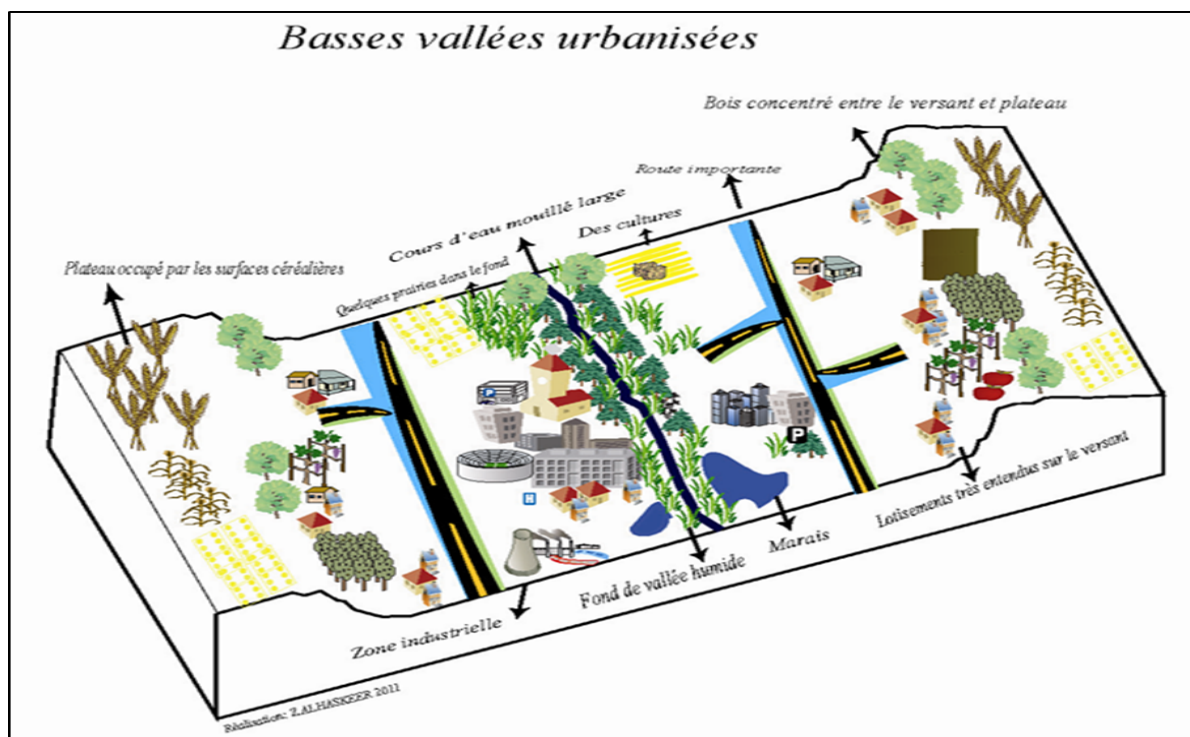 Basses vallées urbanisées
Bois concentré entre le versant et plateau
Route importante
Cours d'eau mouillé large
Des cultures
Plateau occupé par les surfaces céréalières
Quelques prairies dans le fond
P
P
H
Lotisements très entendus sur le versant
Marais
Fond de vallée humide
Zone industrielle
Réalisation: Z.ALHASKEER 2011